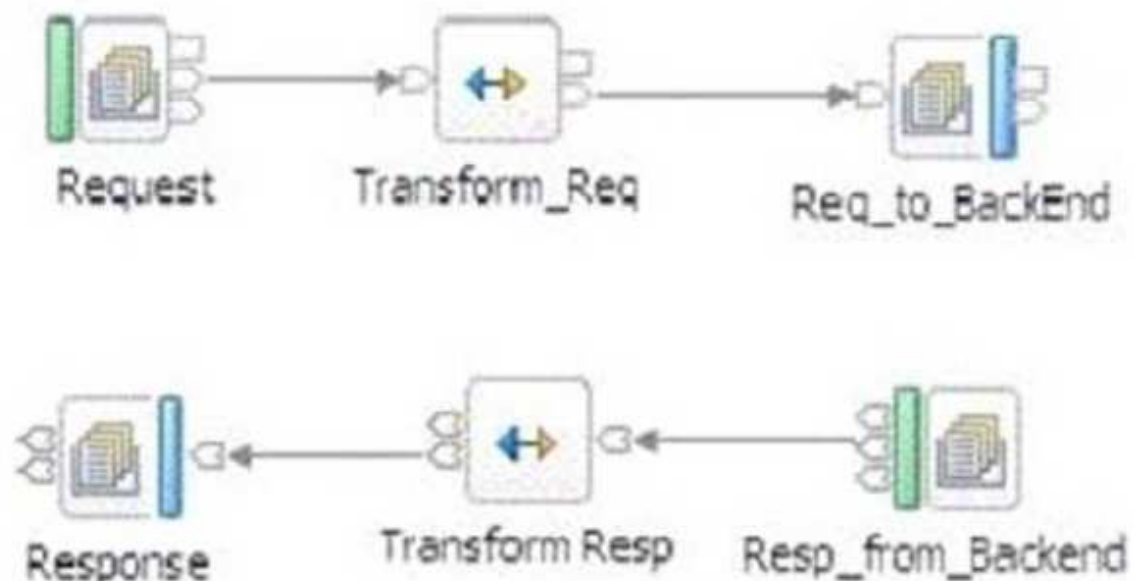 Request
Transform_Req
Req_to_BackEnd
Response
Transform Resp
Resp_from_Backend